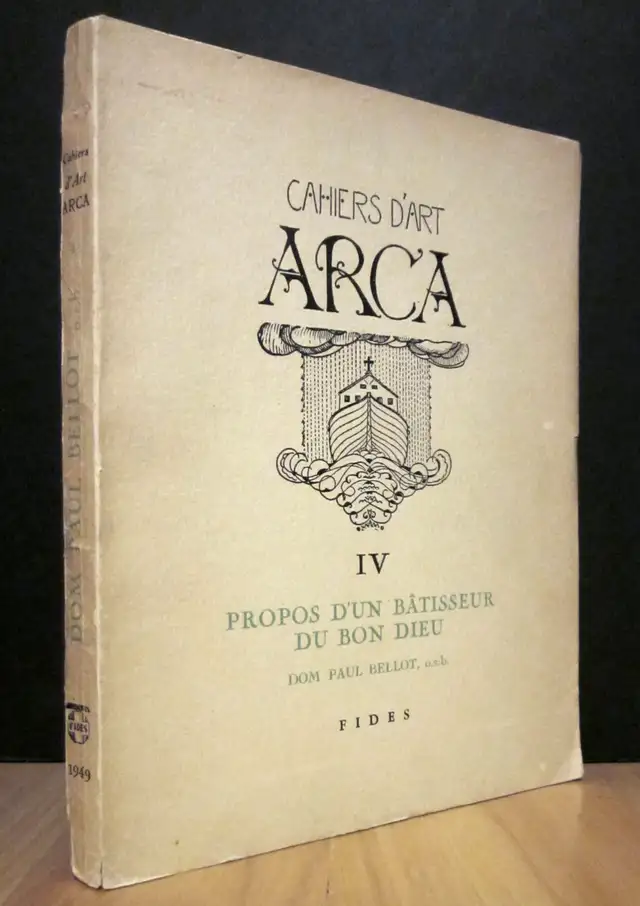 CAHIERS D'ART
ARCA
IV
PROPOS D'UN BÂTISSEUR
DU BON DIEU
DOM PAUL BELLOT, o.s.b.
FIDES
Cahiers
d'Art
ARCA
DOM PAUL BELLOT o.s.b.
FIDES
1949